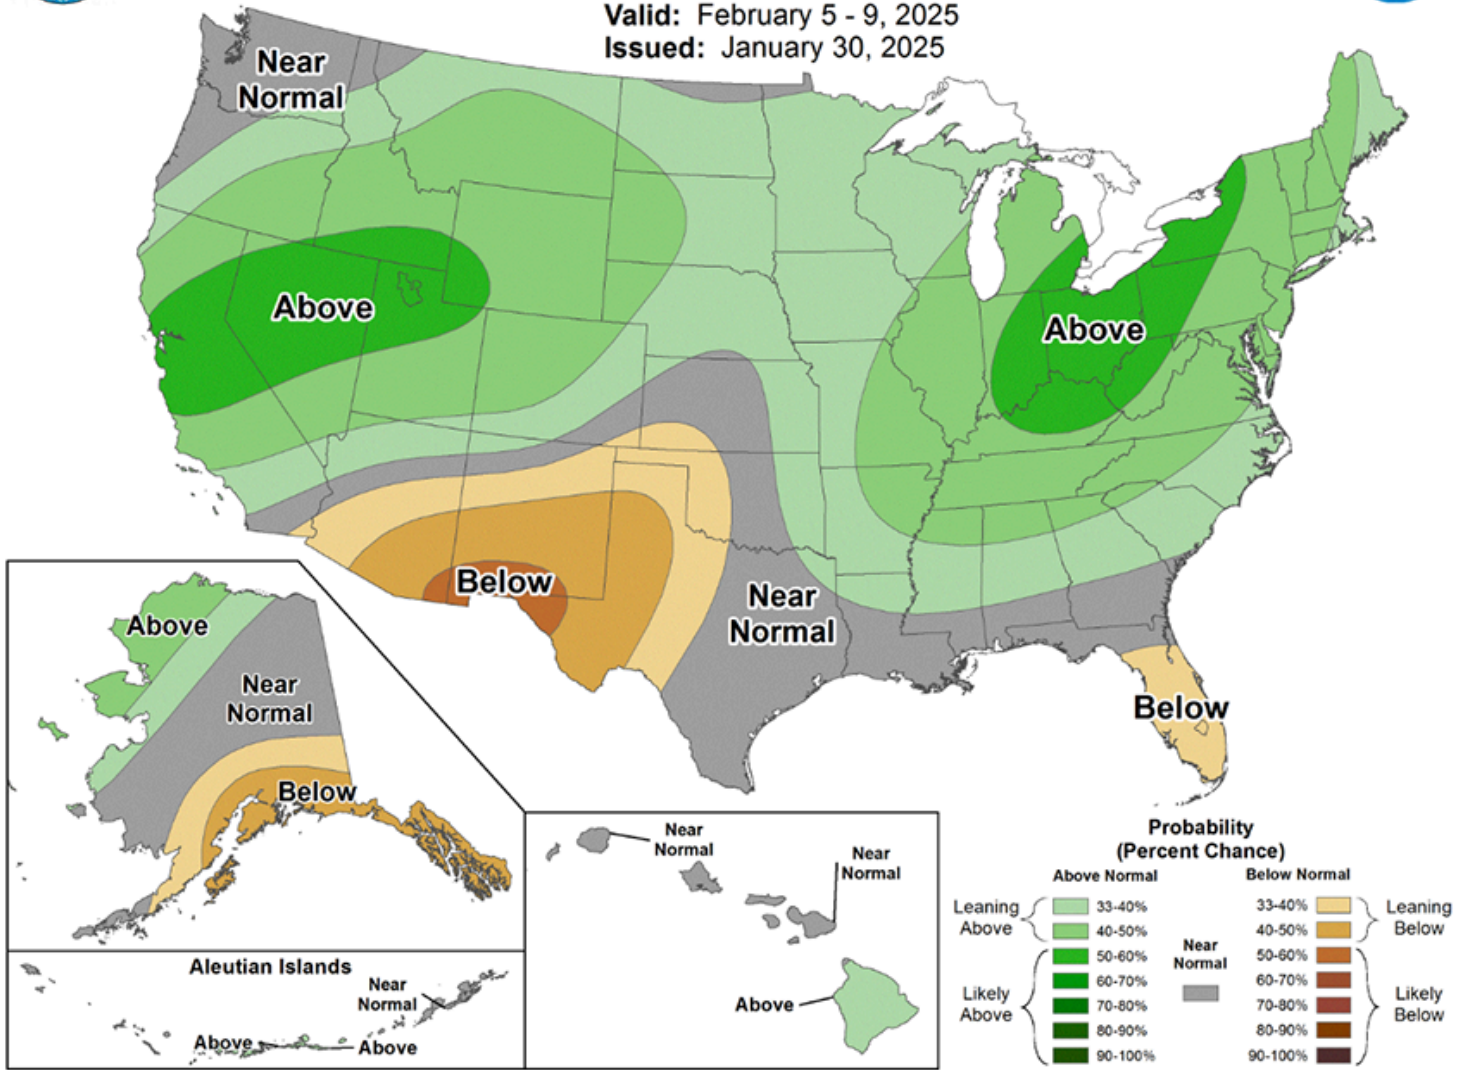 Valid: February 5 - 9, 2025
Issued: January 30, 2025
Near
Normal
Above
Above
Below
Near
Normal
Below
Above
Near
Normal
Below
Aleutian Islands
Near
Normal
Above
Above
Near
Normal
Near
Normal
Above
Probability
(Percent Chance)
Above Normal
Below Normal
Leaning
Above
33-40%
40-50%
Likely
Above
50-60%
60-70%
70-80%
80-90%
90-100%
Near
Normal
33-40%
40-50%
Leaning
Below
50-60%
60-70%
70-80%
80-90%
90-100%
Likely
Below